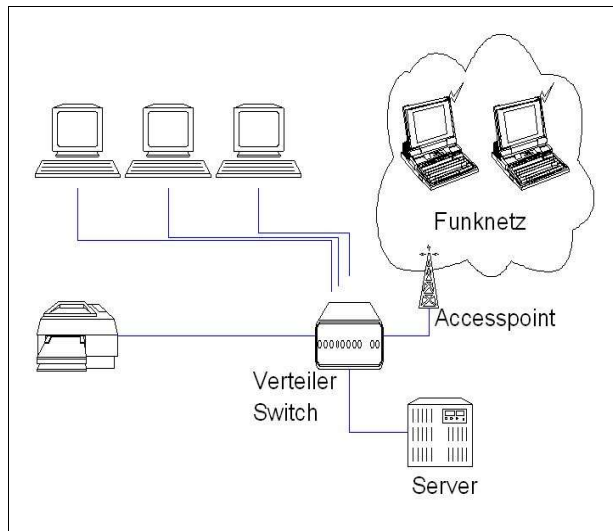 Funknetz
Accesspoint
Verteiler
Switch
Server